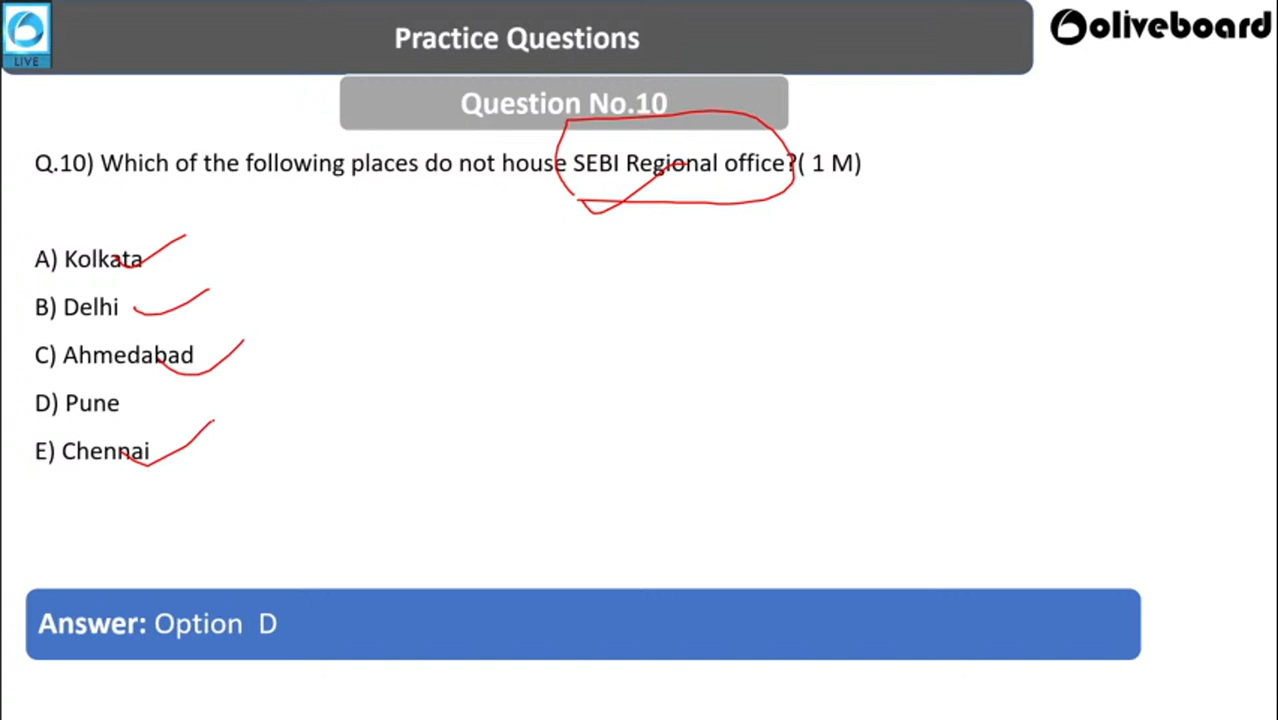 LIVE
Practice Questions
oliveboard
Question No.10
Q.10) Which of the following places do not house SEBI Regional office?( 1 M)
A) Kolkata
B) Delhi
C) Ahmedabad
D) Pune
E) Chennai
Answer: Option D